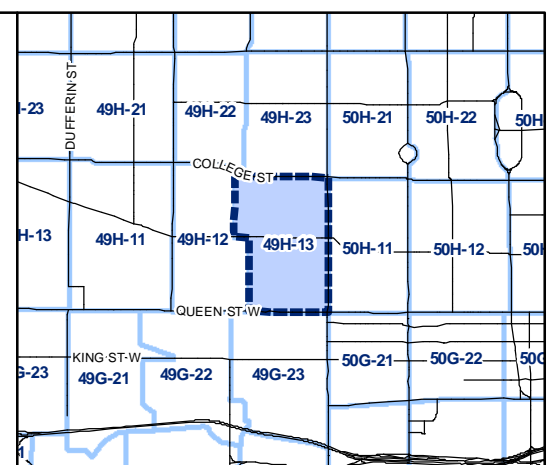 -23
49H-21
49H-22
49H-23
50H-21
50H-22
50H
DUFFERIN ST
COLLEGE ST
H-13
49H-11
49H-12
49H-13
50H-11
50H-12
50H
QUEEN ST W
KING ST W
G-23
49G-21
49G-22
49G-23
50G-21
50G-22
50G